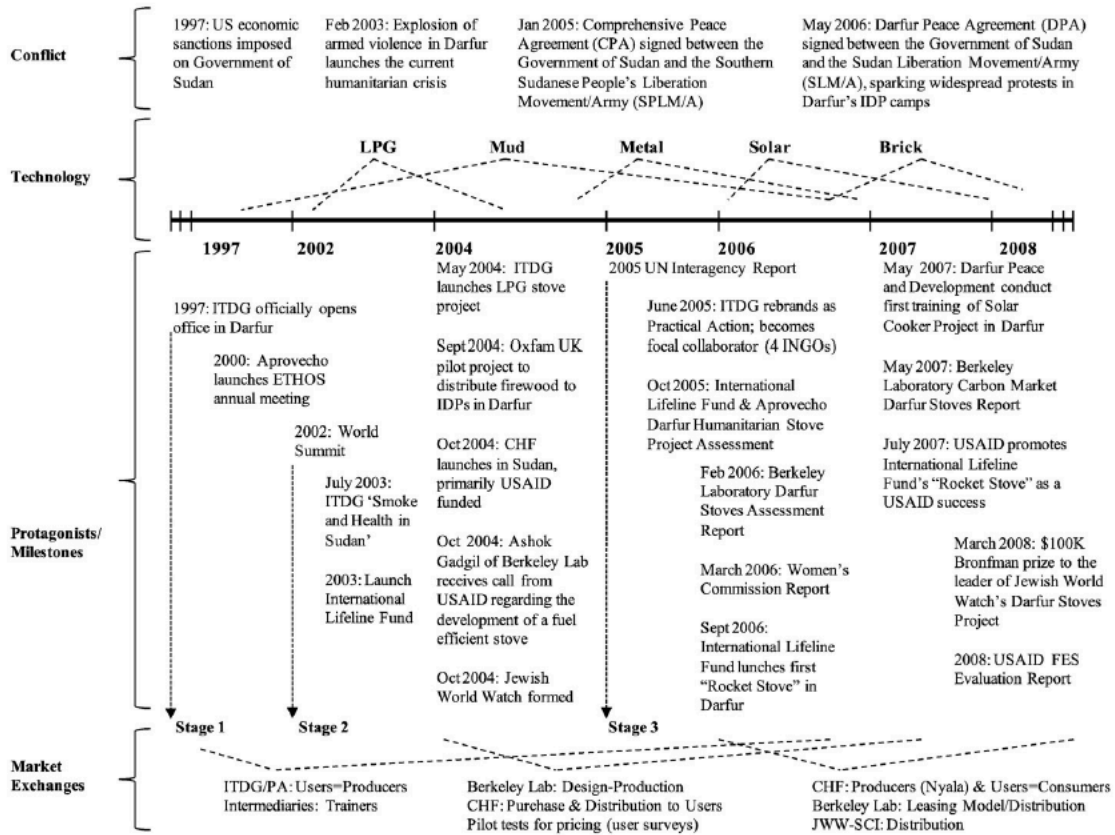 Conflict
1997: US economic
sanctions imposed
on Government of
Sudan
Feb 2003: Explosion of
armed violence in Darfur
launches the current
humanitarian crisis
Jan 2005: Comprehensive Peace
Agreement (CPA) signed between the
Government of Sudan and the Southern
Sudanese People's Liberation
Movement/Army (SPLM/A)
May 2006: Darfur Peace Agreement (DPA)
signed between the Government of Sudan
and the Sudan Liberation Movement/Army
(SLM/A), sparking widespread protests in
Darfur's IDP camps
Technology
LPG
Mud
Metal
Solar
Brick
1997
2002
2004
2005
2006
2007
2008
Protagonists/
Milestones
1997: ITDG officially opens
office in Darfur
2000: Aprovecho
launches ETHOS
annual meeting
2002: World
Summit
July 2003:
ITDG 'Smoke
and Health in
Sudan'
2003: Launch
International
Lifeline Fund
May 2004: ITDG
launches LPG stove
project
Sept 2004: Oxfam UK
pilot project to
distribute firewood to
IDPs in Darfur
Oct 2004: CHF
launches in Sudan,
primarily USAID
funded
Oct 2004: Ashok
Gadgil of Berkeley Lab
receives call from
USAID regarding the
development of a fuel
efficient stove
Oct 2004: Jewish
World Watch formed
2005 UN Interagency Report
June 2005: ITDG rebrands as
Practical Action; becomes
focal collaborator (4 INGOs)
Oct 2005: International
Lifeline Fund & Aprovecho
Darfur Humanitarian Stove
Project Assessment
Feb 2006: Berkeley
Laboratory Darfur
Stoves Assessment
Report
March 2006: Women's
Commission Report
Sept 2006:
International Lifeline
Fund lunches first
"Rocket Stove" in
Darfur
May 2007: Darfur Peace
and Development conduct
first training of Solar
Cooker Project in Darfur
May 2007: Berkeley
Laboratory Carbon Market
Darfur Stoves Report
July 2007: USAID promotes
International Lifeline
Fund's "Rocket Stove" as a
USAID success
March 2008: $100K
Bronfman prize to the
leader of Jewish World
Watch's Darfur Stoves
Project
2008: USAID FES
Evaluation Report
Stage 1
Stage 2
Stage 3
Market
Exchanges
ITDG/PA: Users=Producers
Intermediaries: Trainers
Berkeley Lab: Design-Production
CHF: Purchase & Distribution to Users
Pilot tests for pricing (user surveys)
CHF: Producers (Nyala) & Users=Consumers
Berkeley Lab: Leasing Model/Distribution
JWW-SCI: Distribution